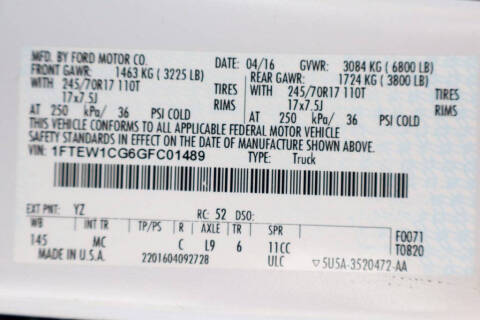 MFD. BY FORD MOTOR CO. DATE: 04/16 GVWR: 3084 KG ( 6800 LB)
FRONT GAWR: 1463 KG ( 3225 LB) REAR GAWR: 1724 KG ( 3800 LB)
WITH 245/70R17 110T TIRES WITH 245/70R17 110T TIRES
17x7.5J RIMS 17x7.5J RIMS
AT 250 kPa/ 36 PSI COLD AT 250 kPa/ 36 PSI COLD
THIS VEHICLE CONFORMS TO ALL APPLICABLE FEDERAL MOTOR VEHICLE
SAFETY STANDARDS IN EFFECT ON THE DATE OF MANUFACTURE SHOWN ABOVE.
VIN: 1FTEW1CG6GFC01489 TYPE: Truck
EXT PNT: YZ RC: 52 DSO:
WB INT TR TP/PS R AXLE TR SPR F0071
145 MC C L9 6 11CC T0820
MADE IN U.S.A. 2201604092728 ULC ▽5U5A-3520472-AA